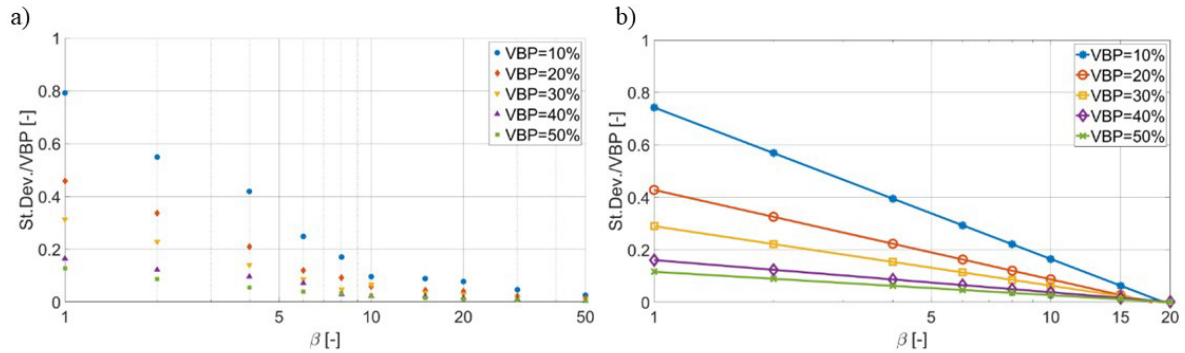 a)
St.Dev./VBP [-]
1
0.8
0.6
0.4
0.2
0
1
5
10
20
50
β [-]
VBP=10%
VBP=20%
VBP=30%
VBP=40%
VBP=50%
b)
St.Dev./VBP [-]
1
0.8
0.6
0.4
0.2
0
1
5
10
15
20
β [-]
VBP=10%
VBP=20%
VBP=30%
VBP=40%
VBP=50%